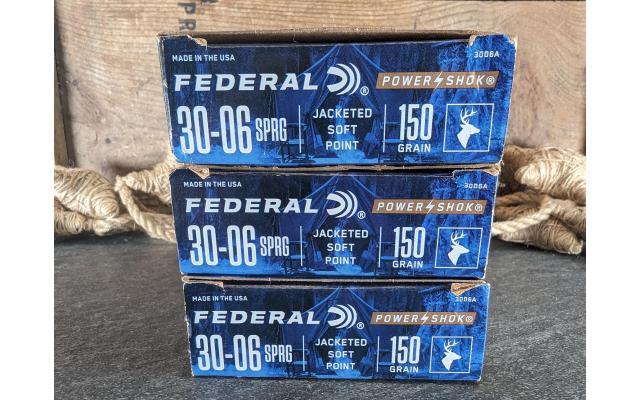 MADE IN THE USA 3006A
FEDERAL® POWER SHOK®
30-06 SPRG JACKETED SOFT POINT 150 GRAIN
MADE IN THE USA 3006A
FEDERAL® POWER SHOK®
30-06 SPRG JACKETED SOFT POINT 150 GRAIN
MADE IN THE USA 3006A
FEDERAL® POWER SHOK®
30-06 SPRG JACKETED SOFT POINT 150 GRAIN